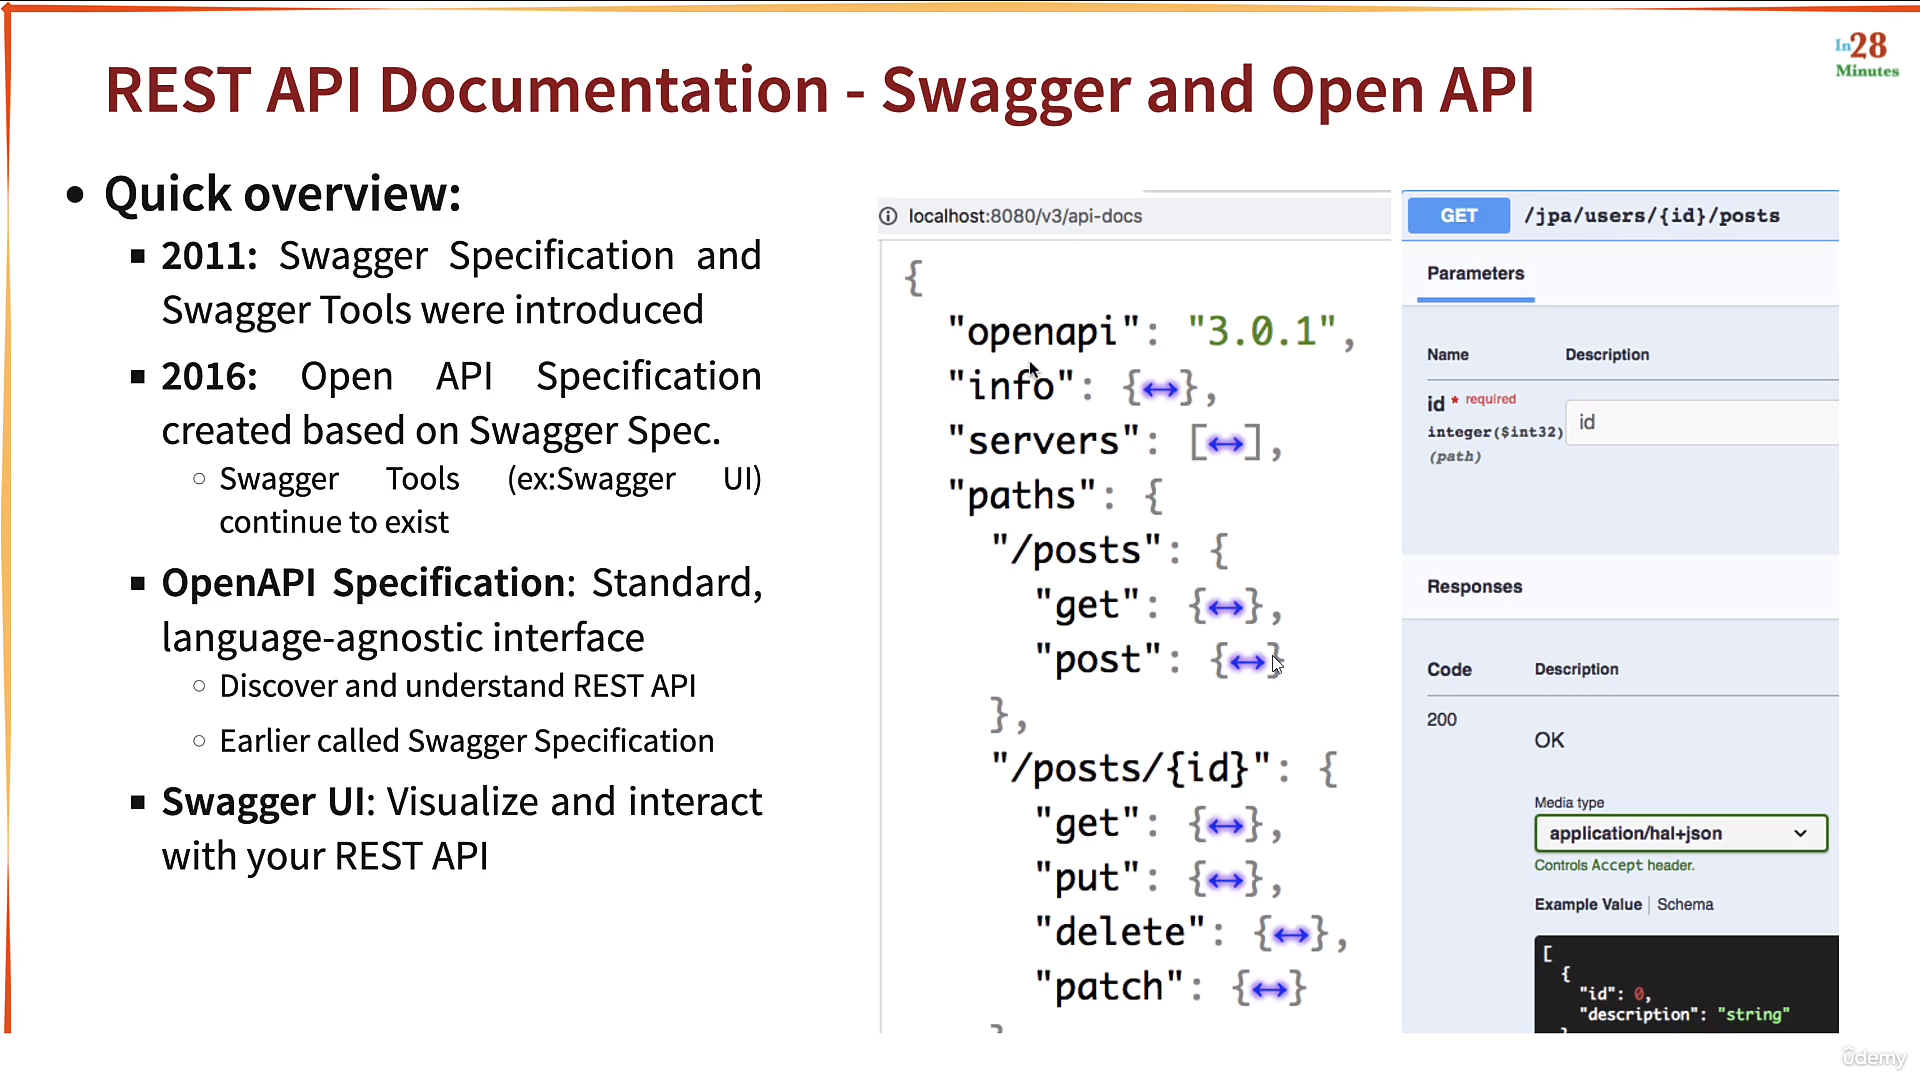 In28
Minutes
REST API Documentation - Swagger and Open API
• Quick overview:
▪ 2011: Swagger Specification and
Swagger Tools were introduced
▪ 2016: Open API Specification
created based on Swagger Spec.
○ Swagger Tools (ex:Swagger UI)
continue to exist
▪ OpenAPI Specification: Standard,
language-agnostic interface
○ Discover and understand REST API
○ Earlier called Swagger Specification
▪ Swagger UI: Visualize and interact
with your REST API
localhost:8080/v3/api-docs
{
"openapi": "3.0.1",
"info": {↔},
"servers": [↔],
"paths": {
"/posts": {
"get": {↔},
"post": {↔}
},
"/posts/{id}": {
"get": {↔},
"put": {↔},
"delete": {↔},
"patch": {↔}
}
GET /jpa/users/{id}/posts
Parameters
Name Description
id * required
integer($int32)
(path)
id
Responses
Code Description
200
OK
Media type
application/hal+json
Controls Accept header.
Example Value | Schema
[
{
"id": 0,
"description": "string"
}
ûdemy